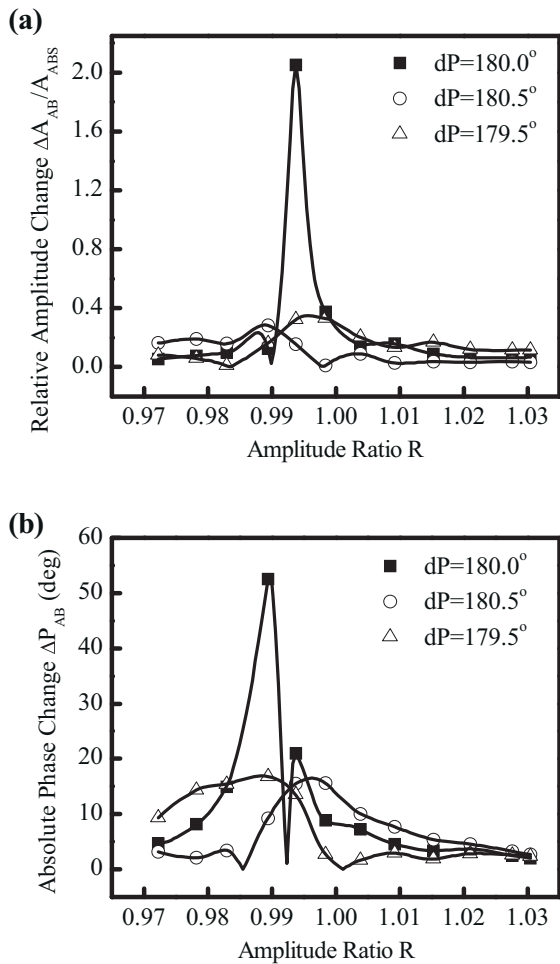 (a)
Relative Amplitude Change ΔA_AB/A_ABS
2.0
1.6
1.2
0.8
0.4
0.0
dP=180.0°
dP=180.5°
dP=179.5°
0.97 0.98 0.99 1.00 1.01 1.02 1.03
Amplitude Ratio R
(b)
Absolute Phase Change ΔP_AB (deg)
60
50
40
30
20
10
0
dP=180.0°
dP=180.5°
dP=179.5°
0.97 0.98 0.99 1.00 1.01 1.02 1.03
Amplitude Ratio R